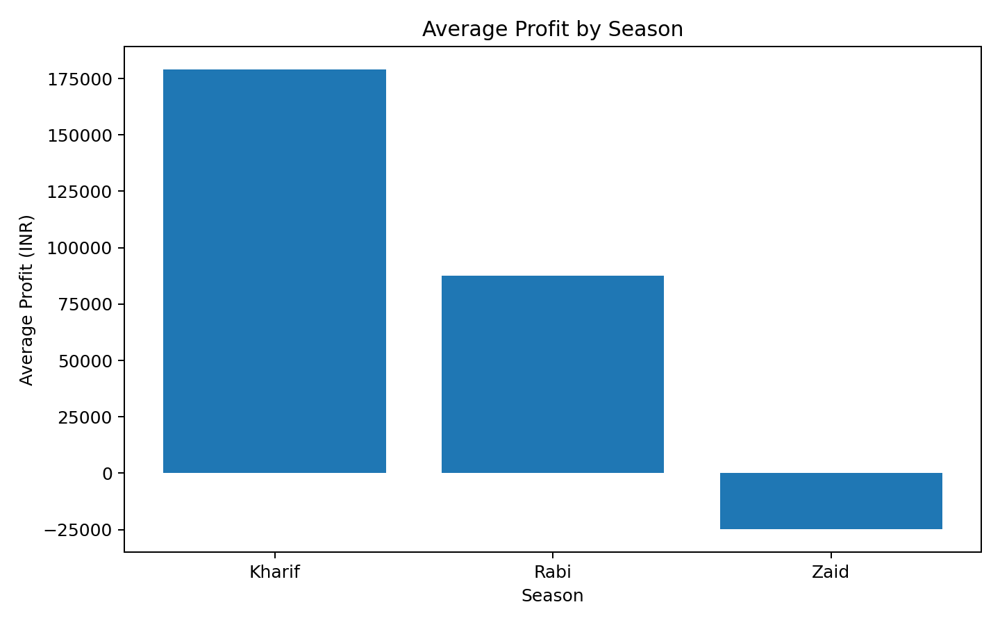 Average Profit by Season
Average Profit (INR)
175000
150000
125000
100000
75000
50000
25000
0
−25000
Kharif
Rabi
Zaid
Season